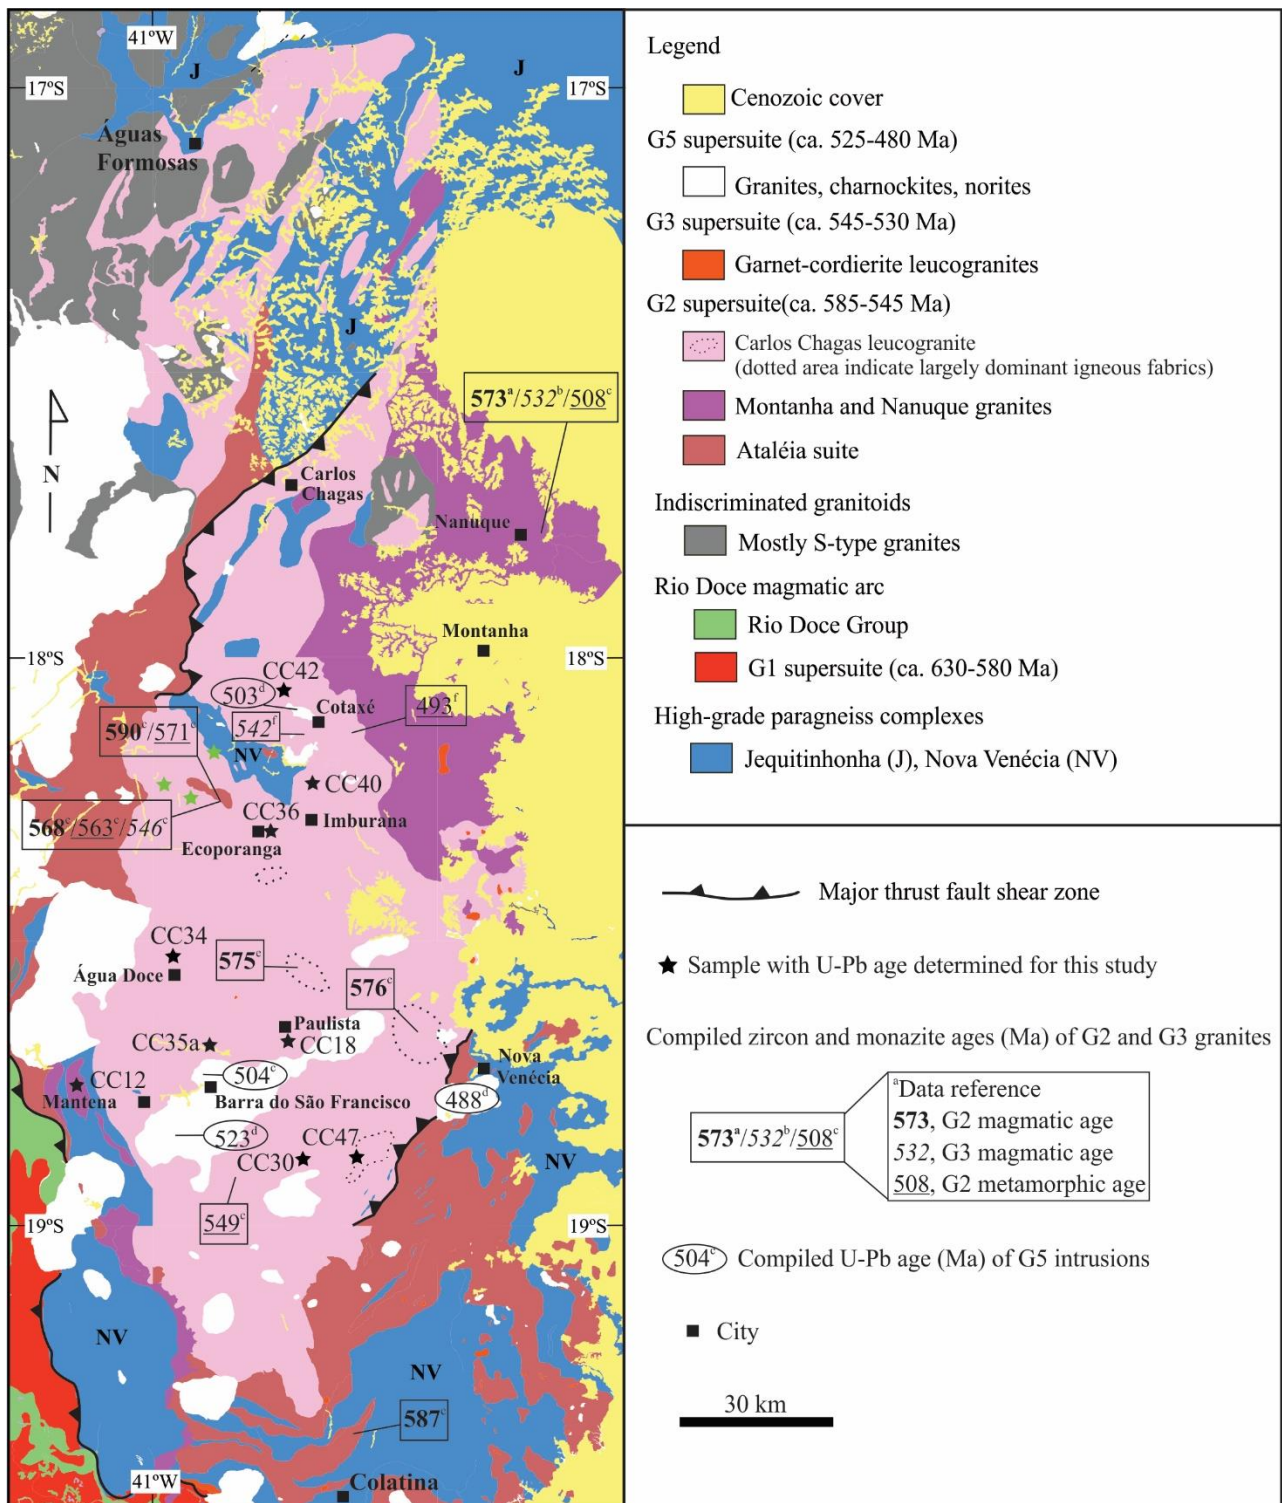 41ºW
J
J
17ºS
17ºS
Águas
Formosas
J
573ª/532ᵇ/508ᶜ
N
Carlos
Chagas
Nanuque
Montanha
18ºS
18ºS
CC42
503ᵈ
493ᶠ
Cotaxé
542ᶠ
590ᶜ/571ᶜ
NV
CC40
568ᶜ/563ᶜ/546ᶜ
CC36
Imburana
Ecoporanga
CC34
575ᶜ
Água Doce
576ᶜ
Paulista
CC35a
CC18
Nova
Venécia
504ᶜ
CC12
Mantena
Barra do São Francisco
488ᵈ
523ᵈ
CC47
CC30
NV
549ᶜ
19ºS
19ºS
NV
NV
587ᶜ
41ºW
Colatina
Legend
Cenozoic cover
G5 supersuite (ca. 525-480 Ma)
Granites, charnockites, norites
G3 supersuite (ca. 545-530 Ma)
Garnet-cordierite leucogranites
G2 supersuite(ca. 585-545 Ma)
Carlos Chagas leucogranite
(dotted area indicate largely dominant igneous fabrics)
Montanha and Nanuque granites
Ataléia suite
Indiscriminated granitoids
Mostly S-type granites
Rio Doce magmatic arc
Rio Doce Group
G1 supersuite (ca. 630-580 Ma)
High-grade paragneiss complexes
Jequitinhonha (J), Nova Venécia (NV)
Major thrust fault shear zone
Sample with U-Pb age determined for this study
Compiled zircon and monazite ages (Ma) of G2 and G3 granites
573ª/532ᵇ/508ᶜ
ªData reference
573, G2 magmatic age
532, G3 magmatic age
508, G2 metamorphic age
504ᶜ Compiled U-Pb age (Ma) of G5 intrusions
City
30 km